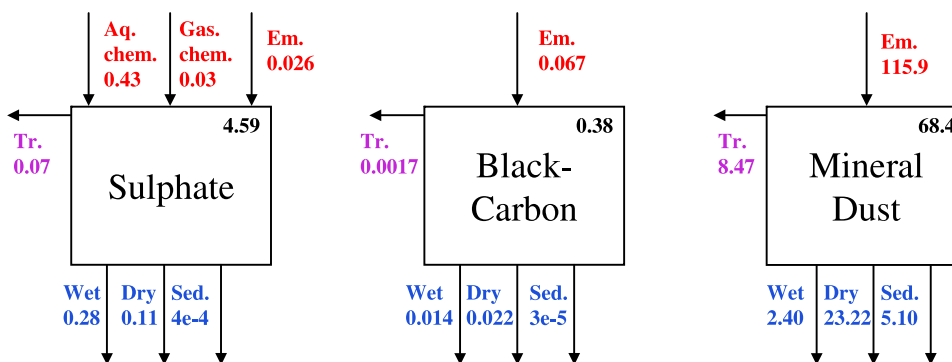 Aq.
chem.
0.43
Gas.
chem.
0.03
Em.
0.026
4.59
Tr.
0.07
Sulphate
Wet
0.28
Dry
0.11
Sed.
4e-4
Em.
0.067
0.38
Tr.
0.0017
Black-
Carbon
Wet
0.014
Dry
0.022
Sed.
3e-5
Em.
115.9
68.4
Tr.
8.47
Mineral
Dust
Wet
2.40
Dry
23.22
Sed.
5.10